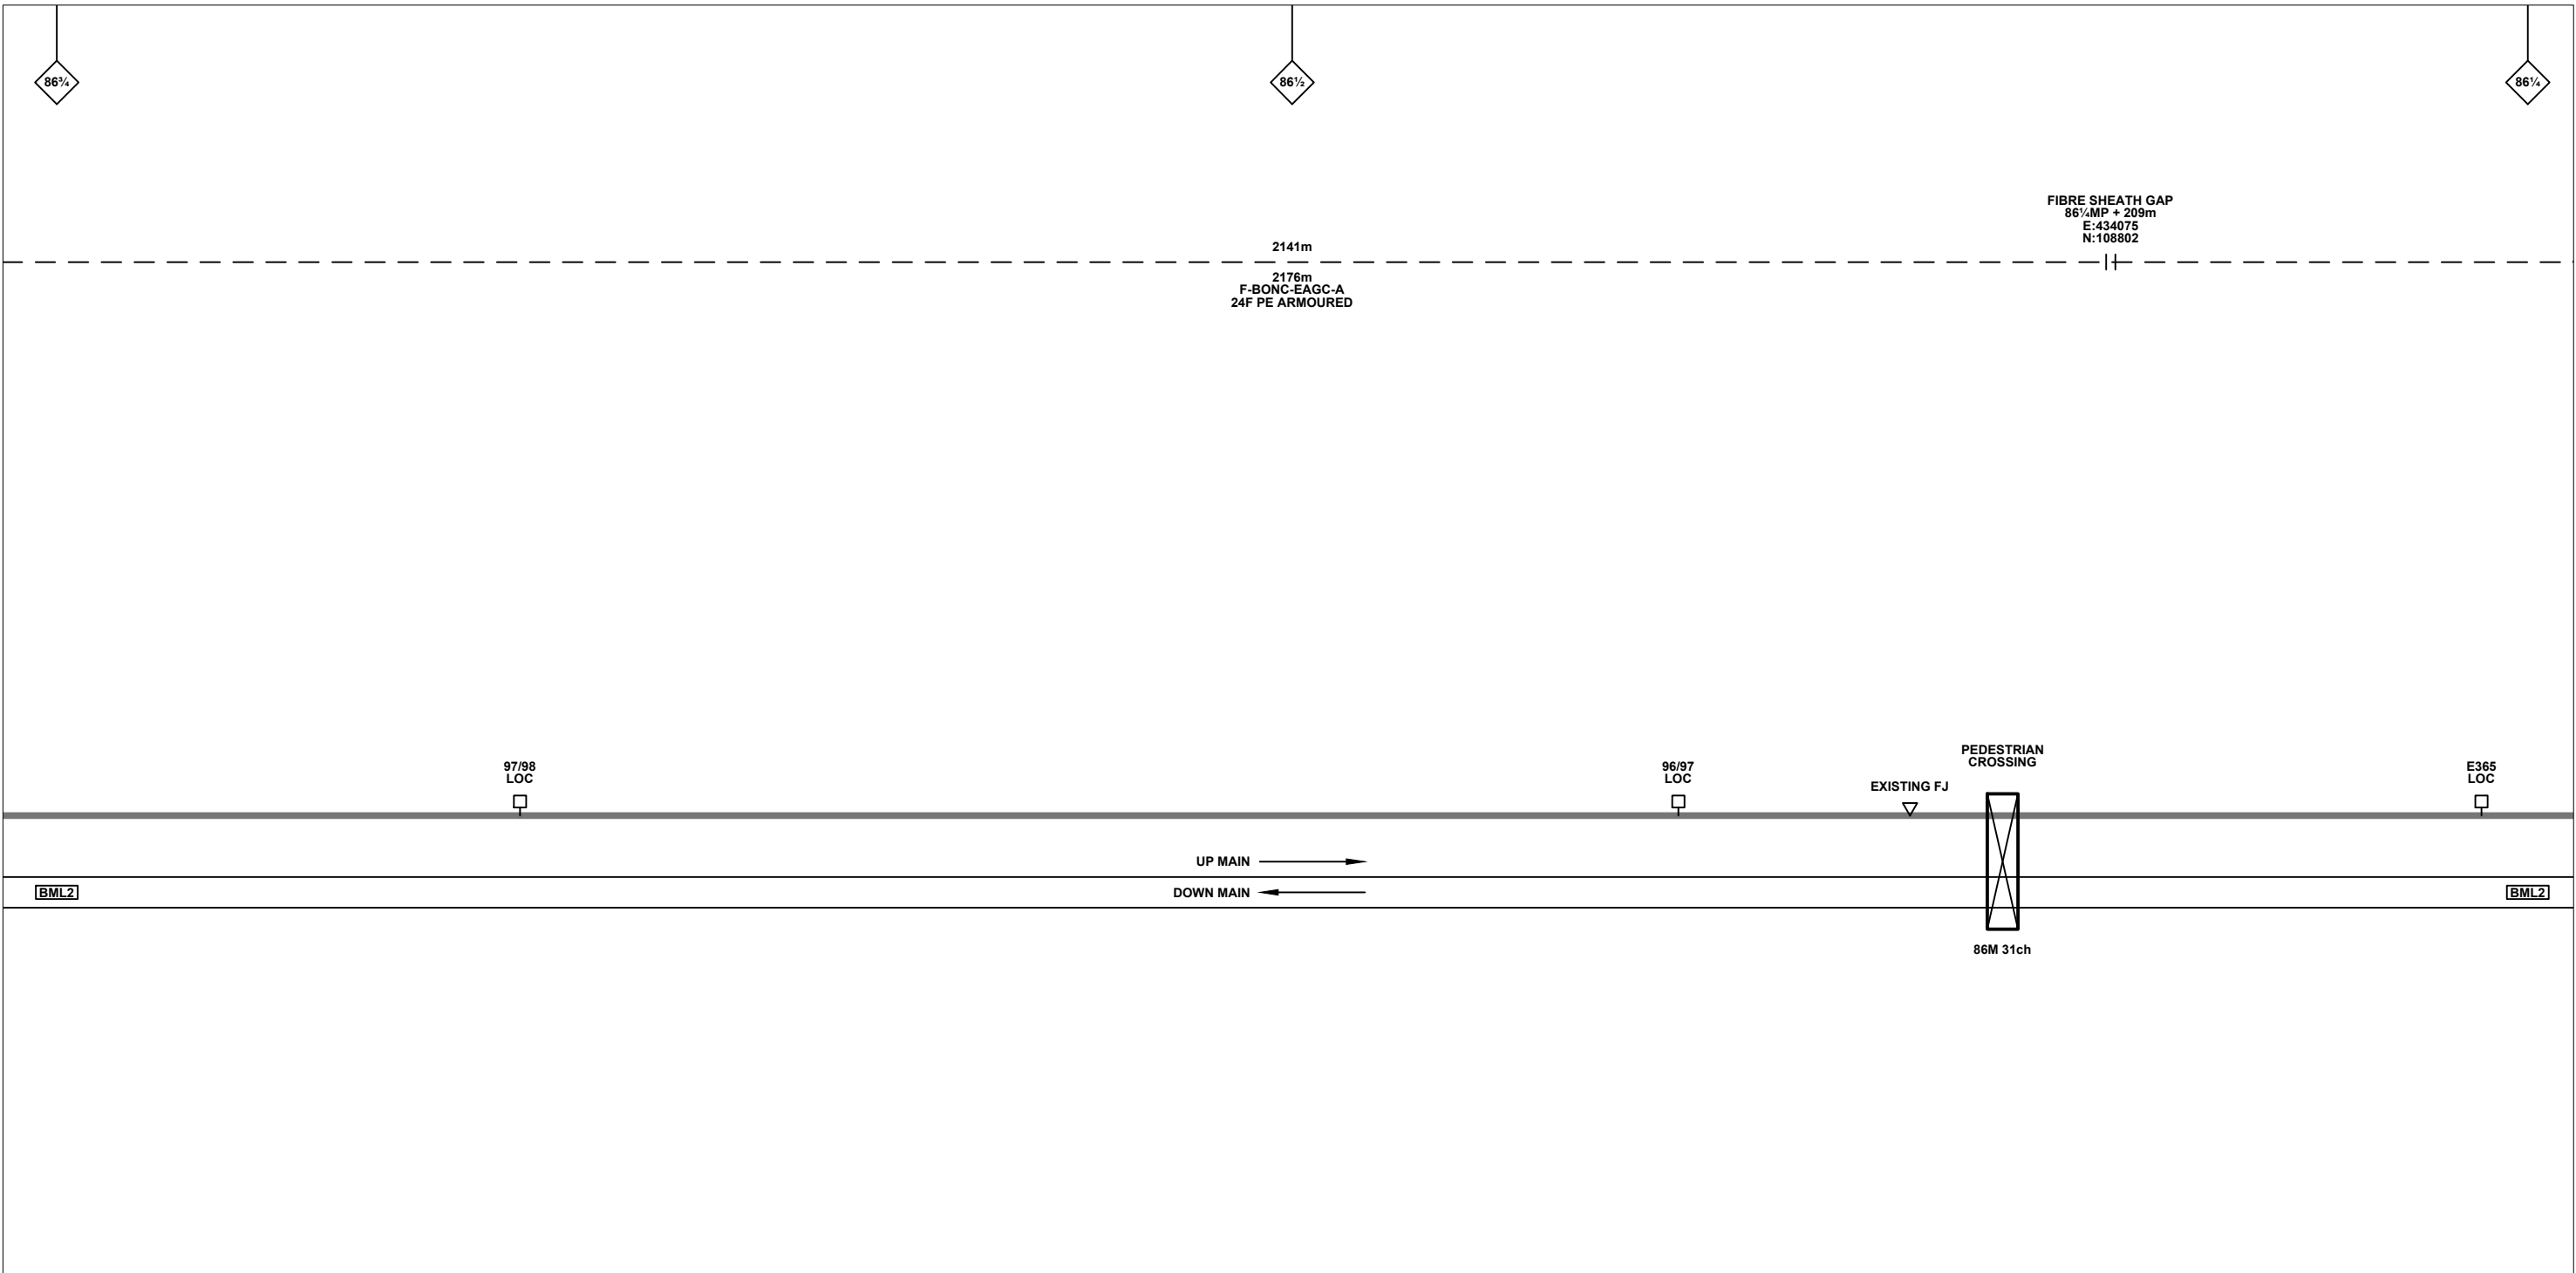 86¾
86½
86¼
FIBRE SHEATH GAP
86¼MP + 209m
E:434075
N:108802
2141m
2176m
F-BONC-EAGC-A
24F PE ARMOURED
97/98
LOC
96/97
LOC
EXISTING FJ
PEDESTRIAN
CROSSING
E365
LOC
UP MAIN
DOWN MAIN
BML2
BML2
86M 31ch